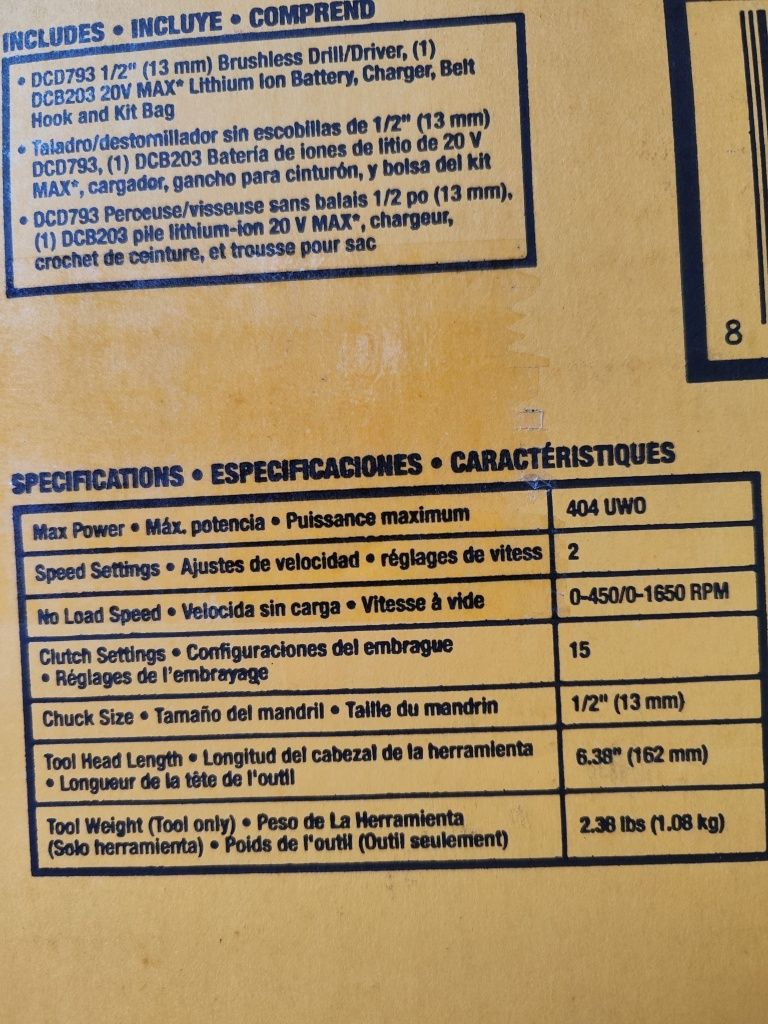 INCLUDES • INCLUYE • COMPREND
• DCD793 1/2" (13 mm) Brushless Drill/Driver, (1)
DCB203 20V MAX* Lithium Ion Battery, Charger, Belt
Hook and Kit Bag
• Taladro/destornillador sin escobillas de 1/2" (13 mm)
DCD793, (1) DCB203 Batería de iones de litio de 20 V
MAX*, cargador, gancho para cinturón, y bolsa del kit
• DCD793 Perceuse/visseuse sans balais 1/2 po (13 mm),
(1) DCB203 pile lithium-ion 20 V MAX*, chargeur,
crochet de ceinture, et trousse pour sac
8
SPECIFICATIONS • ESPECIFICACIONES • CARACTÉRISTIQUES
Max Power • Máx. potencia • Puissance maximum 404 UWO
Speed Settings • Ajustes de velocidad • réglages de vitess 2
No Load Speed • Velocida sin carga • Vitesse à vide 0-450/0-1650 RPM
Clutch Settings • Configuraciones del embrague 15
• Réglages de l'embrayage
Chuck Size • Tamaño del mandril • Taille du mandrin 1/2" (13 mm)
Tool Head Length • Longitud del cabezal de la herramienta 6.38" (162 mm)
• Longueur de la tête de l'outil
Tool Weight (Tool only) • Peso de La Herramienta 2.38 lbs (1.08 kg)
(Solo herramienta) • Poids de l'outil (Outil seulement)